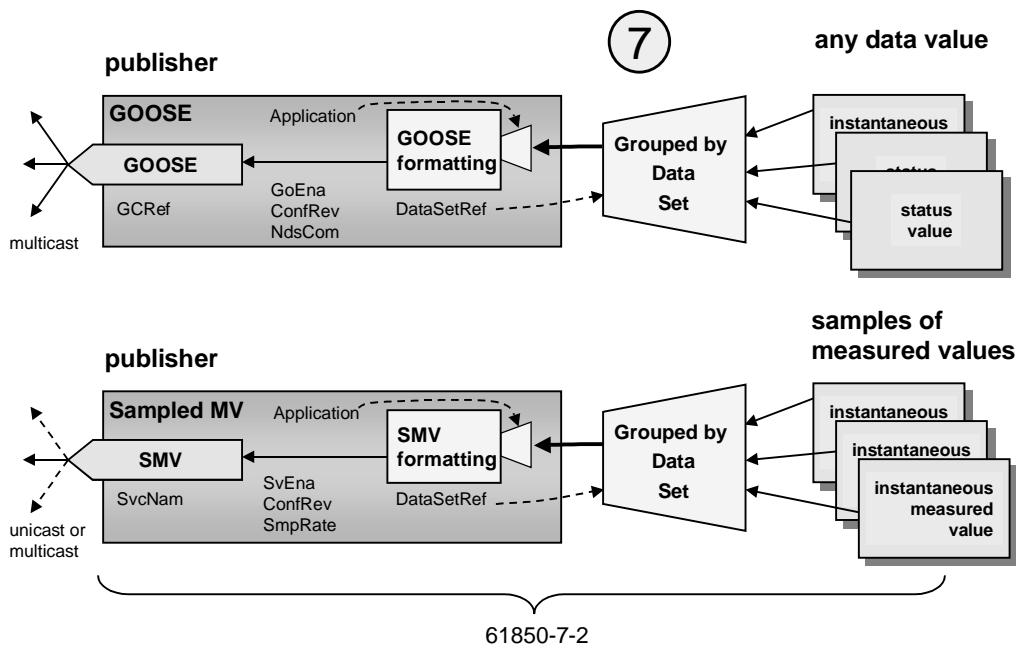 7
any data value
publisher
GOOSE
Application
GOOSE
formatting
GOOSE
GCRef
GoEna
ConfRev
NdsCom
DataSetRef
multicast
Grouped by
Data
Set
instantaneous
status
status
value
samples of
measured values
publisher
Sampled MV
Application
SMV
formatting
SMV
SvcNam
SvEna
ConfRev
SmpRate
DataSetRef
unicast or
multicast
Grouped by
Data
Set
instantaneous
instantaneous
instantaneous
measured
value
61850-7-2